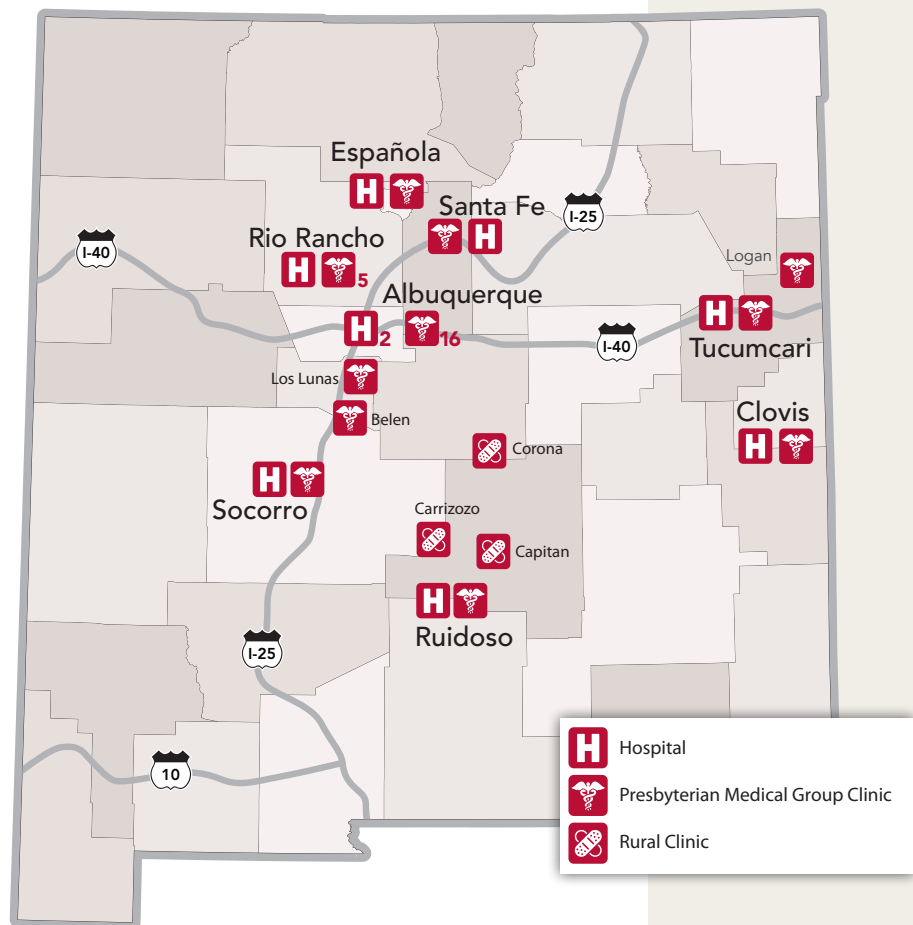 Española
H
I-25
Santa Fe
H
Rio Rancho
H
5
I-40
Logan
Albuquerque
H
2
16
H
I-40
Tucumcari
Los Lunas
Belen
Clovis
H
Corona
H
Socorro
Carrizozo
Capitan
H
Ruidoso
I-25
10
H Hospital
Presbyterian Medical Group Clinic
Rural Clinic